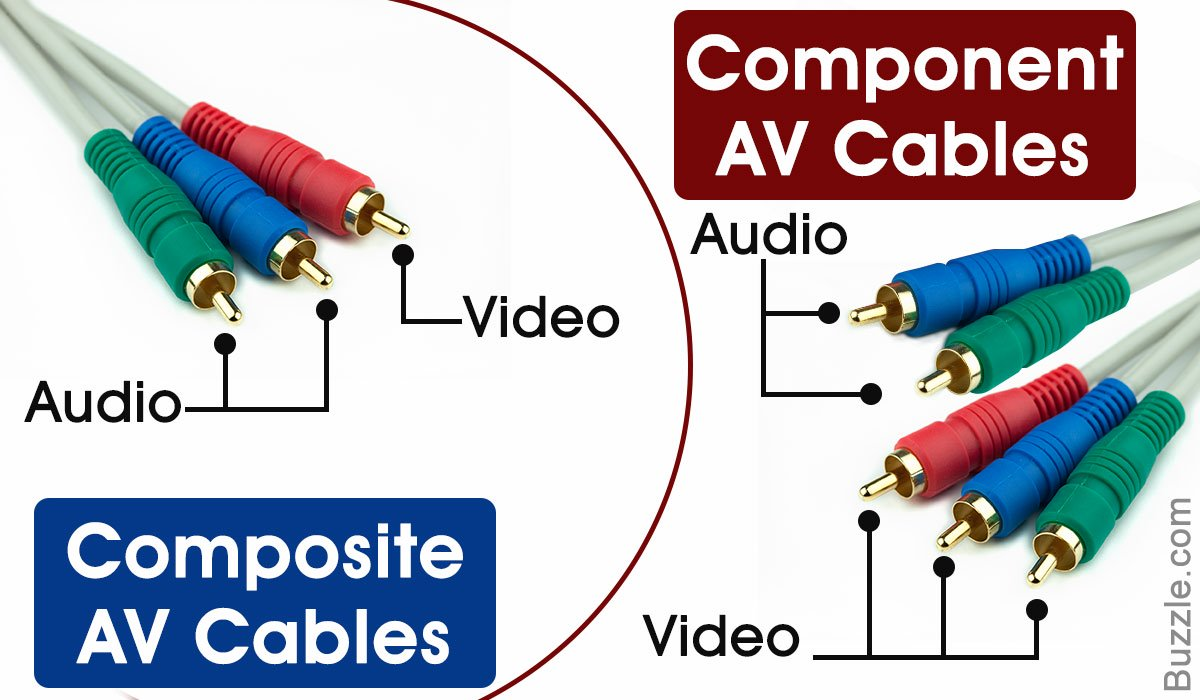 Component
AV Cables
Audio
Video
Audio
Composite
AV Cables
Video
Buzzle.com